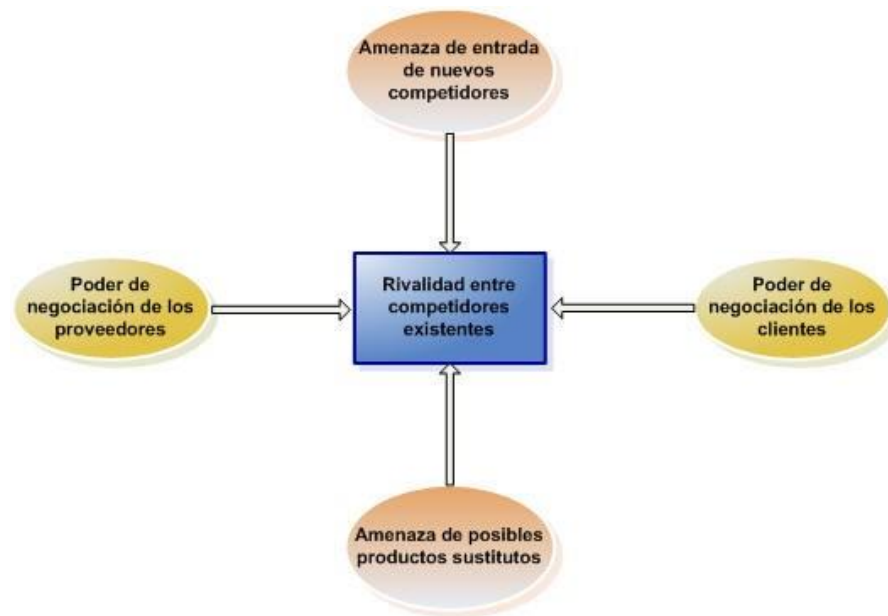 Amenaza de entrada
de nuevos
competidores
Poder de
negociación de los
proveedores
Rivalidad entre
competidores
existentes
Poder de
negociación de los
clientes
Amenaza de posibles
productos sustitutos